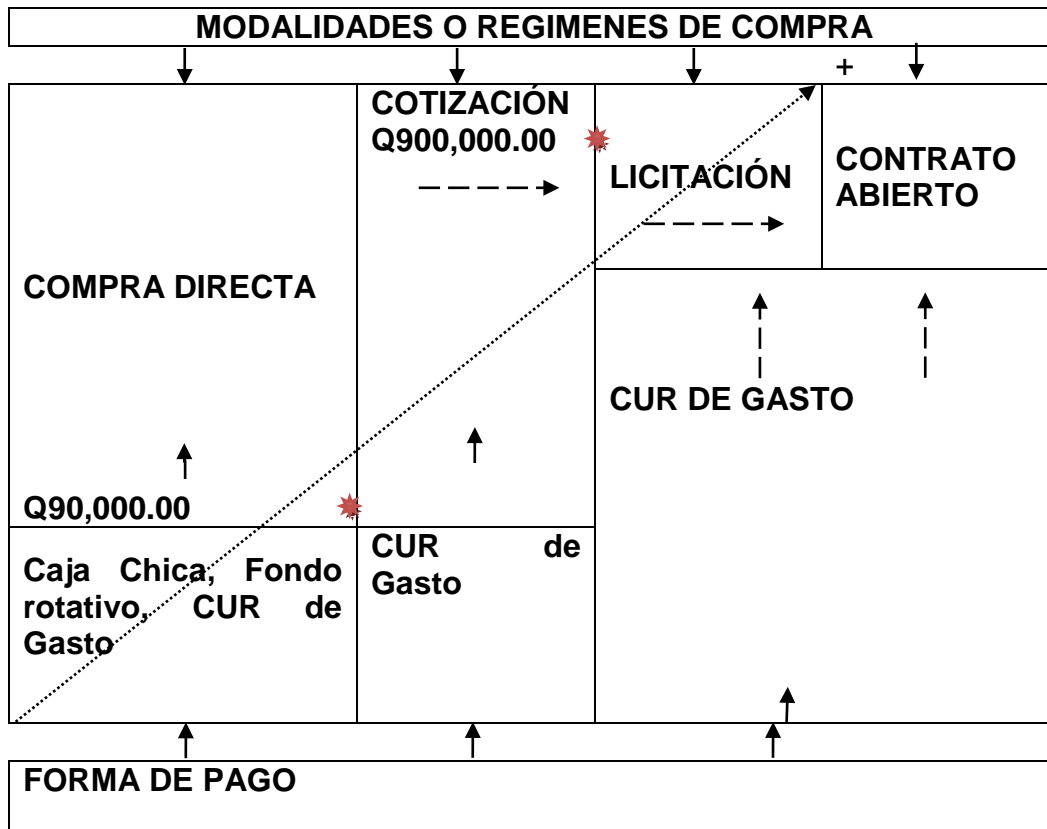 MODALIDADES O REGIMENES DE COMPRA
+
COTIZACIÓN
Q900,000.00
LICITACIÓN
CONTRATO
ABIERTO
COMPRA DIRECTA
CUR DE GASTO
Q90,000.00
Caja Chica, Fondo
rotativo, CUR de
Gasto
CUR de
Gasto
FORMA DE PAGO